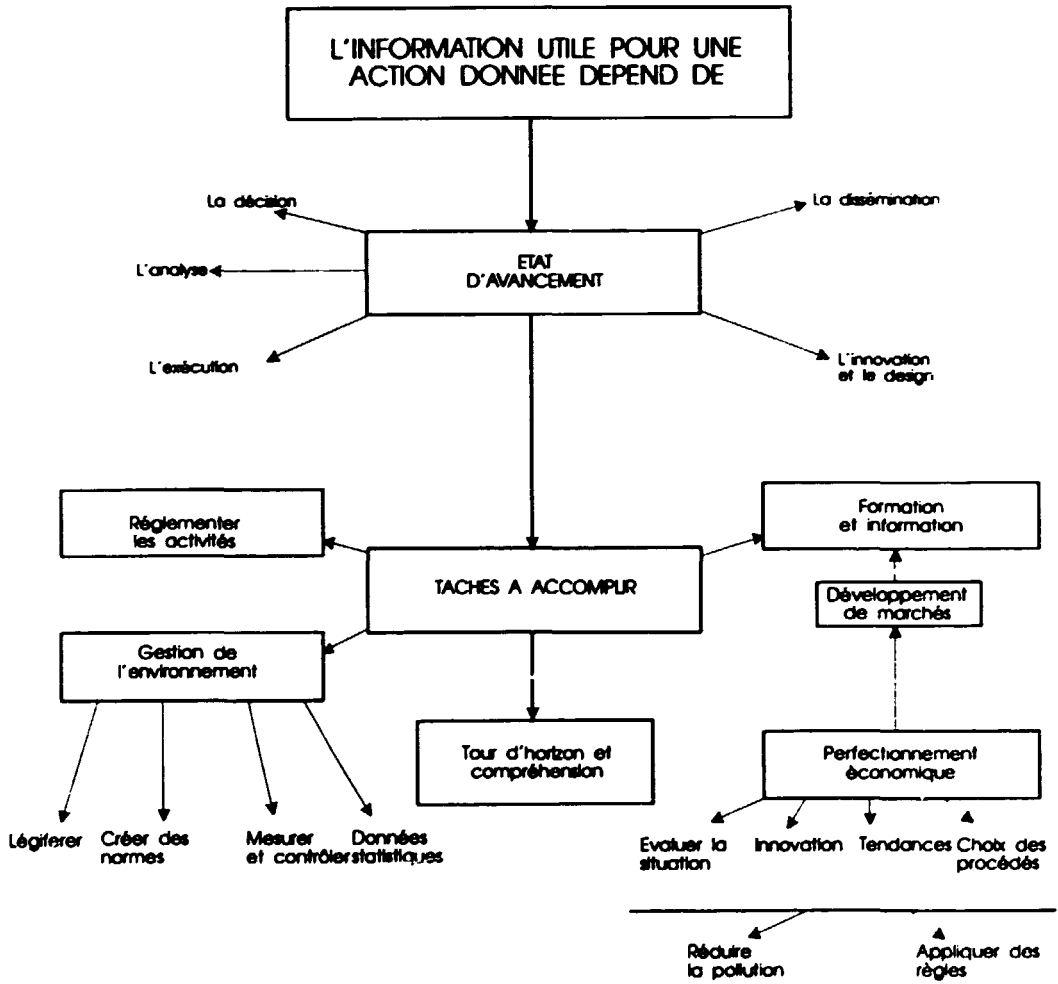 L'INFORMATION UTILE POUR UNE
ACTION DONNEE DEPEND DE
La décision
La dissémination
L'analyse
ETAT
D'AVANCEMENT
L'exécution
L'innovation
et le design
Réglementer
les activités
Formation
et information
TACHES A ACCOMPLIR
Développement
de marchés
Gestion de
l'environnement
Tour d'horizon et
compréhension
Perfectionnement
économique
Légiferer
Créer des
normes
Mesurer
et contrôler
Données
statistiques
Evaluer la
situation
Innovation
Tendances
Choix des
procédés
Réduire
la pollution
Appliquer des
règles